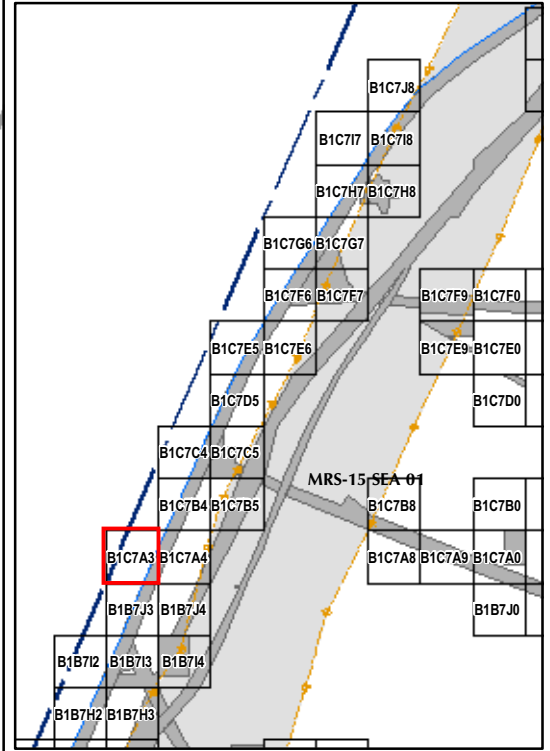 B1C7J8
B1C7I7 B1C7I8
B1C7H7 B1C7H8
B1C7G6 B1C7G7
B1C7F6 B1C7F7 B1C7F9 B1C7F0
B1C7E5 B1C7E6 B1C7E9 B1C7E0
B1C7D5 B1C7D0
B1C7C4 B1C7C5
MRS-15 SEA 01
B1C7B4 B1C7B5 B1C7B8 B1C7B0
B1C7A3 B1C7A4 B1C7A8 B1C7A9 B1C7A0
B1B7J3 B1B7J4 B1B7J0
B1B7I2 B1B7I3 B1B7I4
B1B7H2 B1B7H3